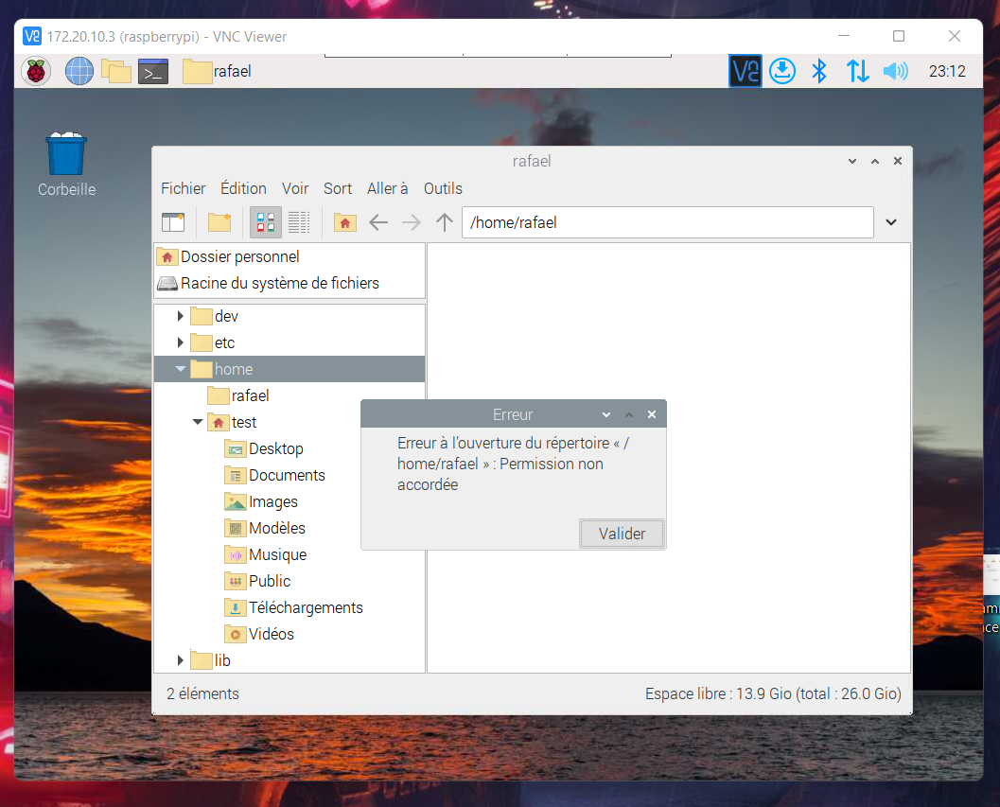 172.20.10.3 (raspberrypi) - VNC Viewer
rafael
23:12
Corbeille
rafael
Fichier Édition Voir Sort Aller à Outils
/home/rafael
Dossier personnel
Racine du système de fichiers
dev
etc
home
rafael
test
Desktop
Documents
Images
Modèles
Musique
Public
Téléchargements
Vidéos
lib
Erreur
Erreur à l'ouverture du répertoire « /
home/rafael » : Permission non
accordée
Valider
2 éléments Espace libre : 13.9 Gio (total : 26.0 Gio)